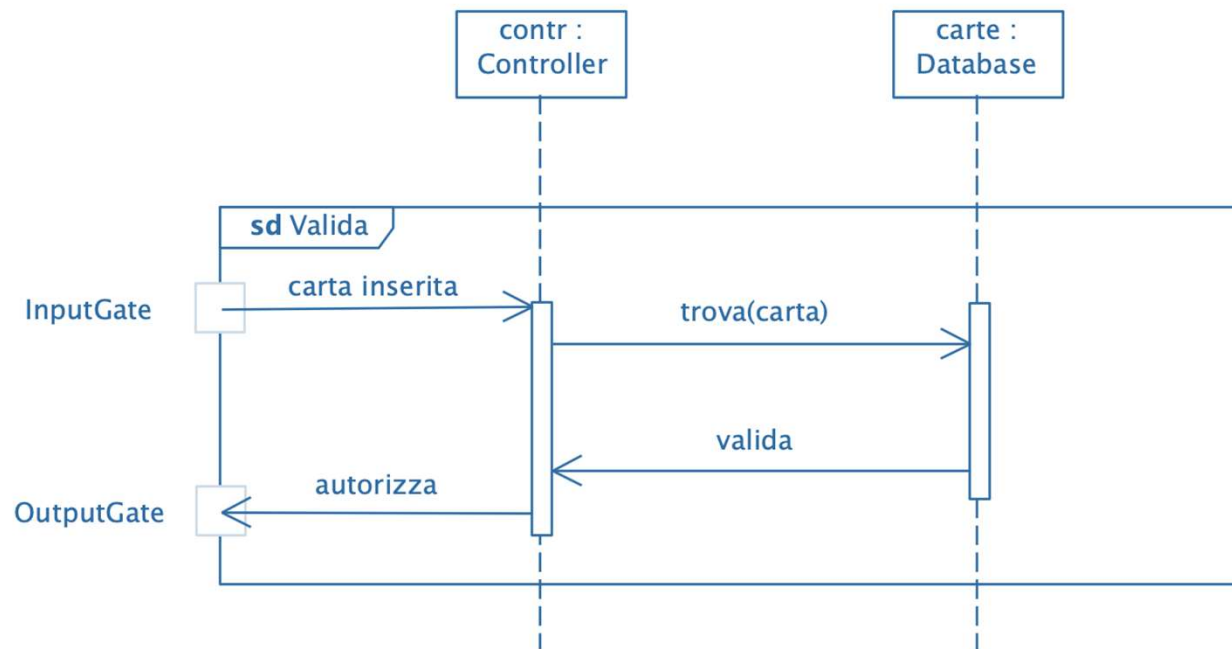 contr :
Controller
carte :
Database
sd Valida
carta inserita
InputGate
trova(carta)
valida
autorizza
OutputGate